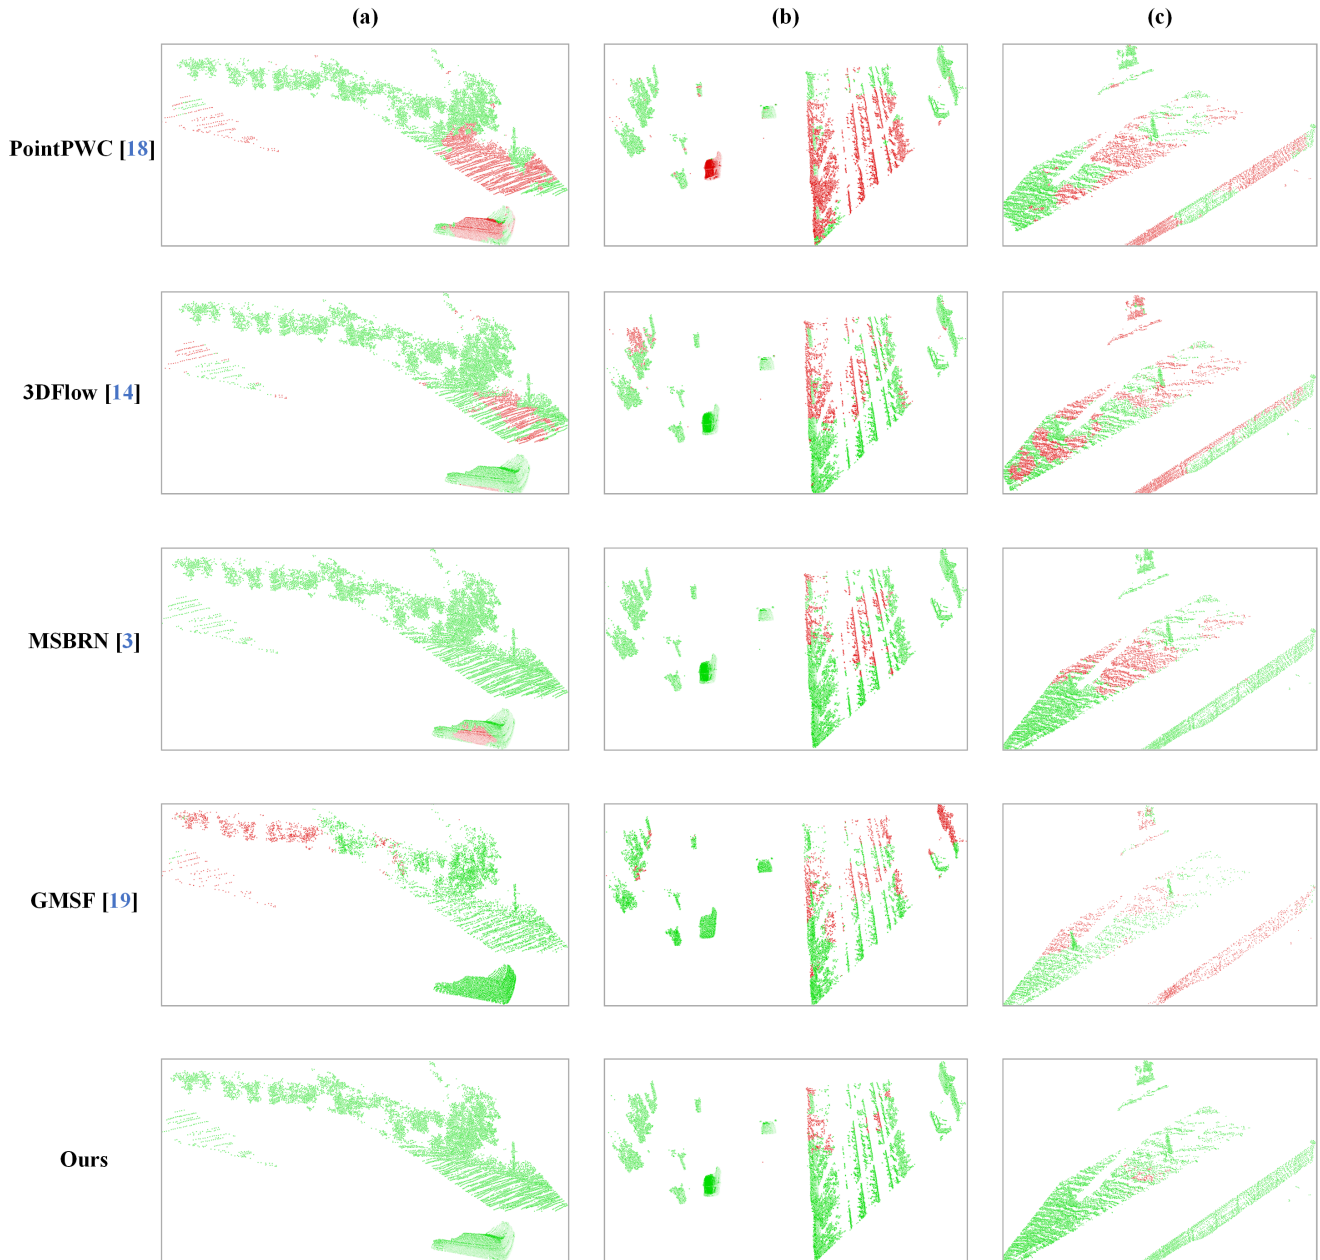 (a) (b) (c)
PointPWC [18]
3DFlow [14]
MSBRN [3]
GMSF [19]
Ours